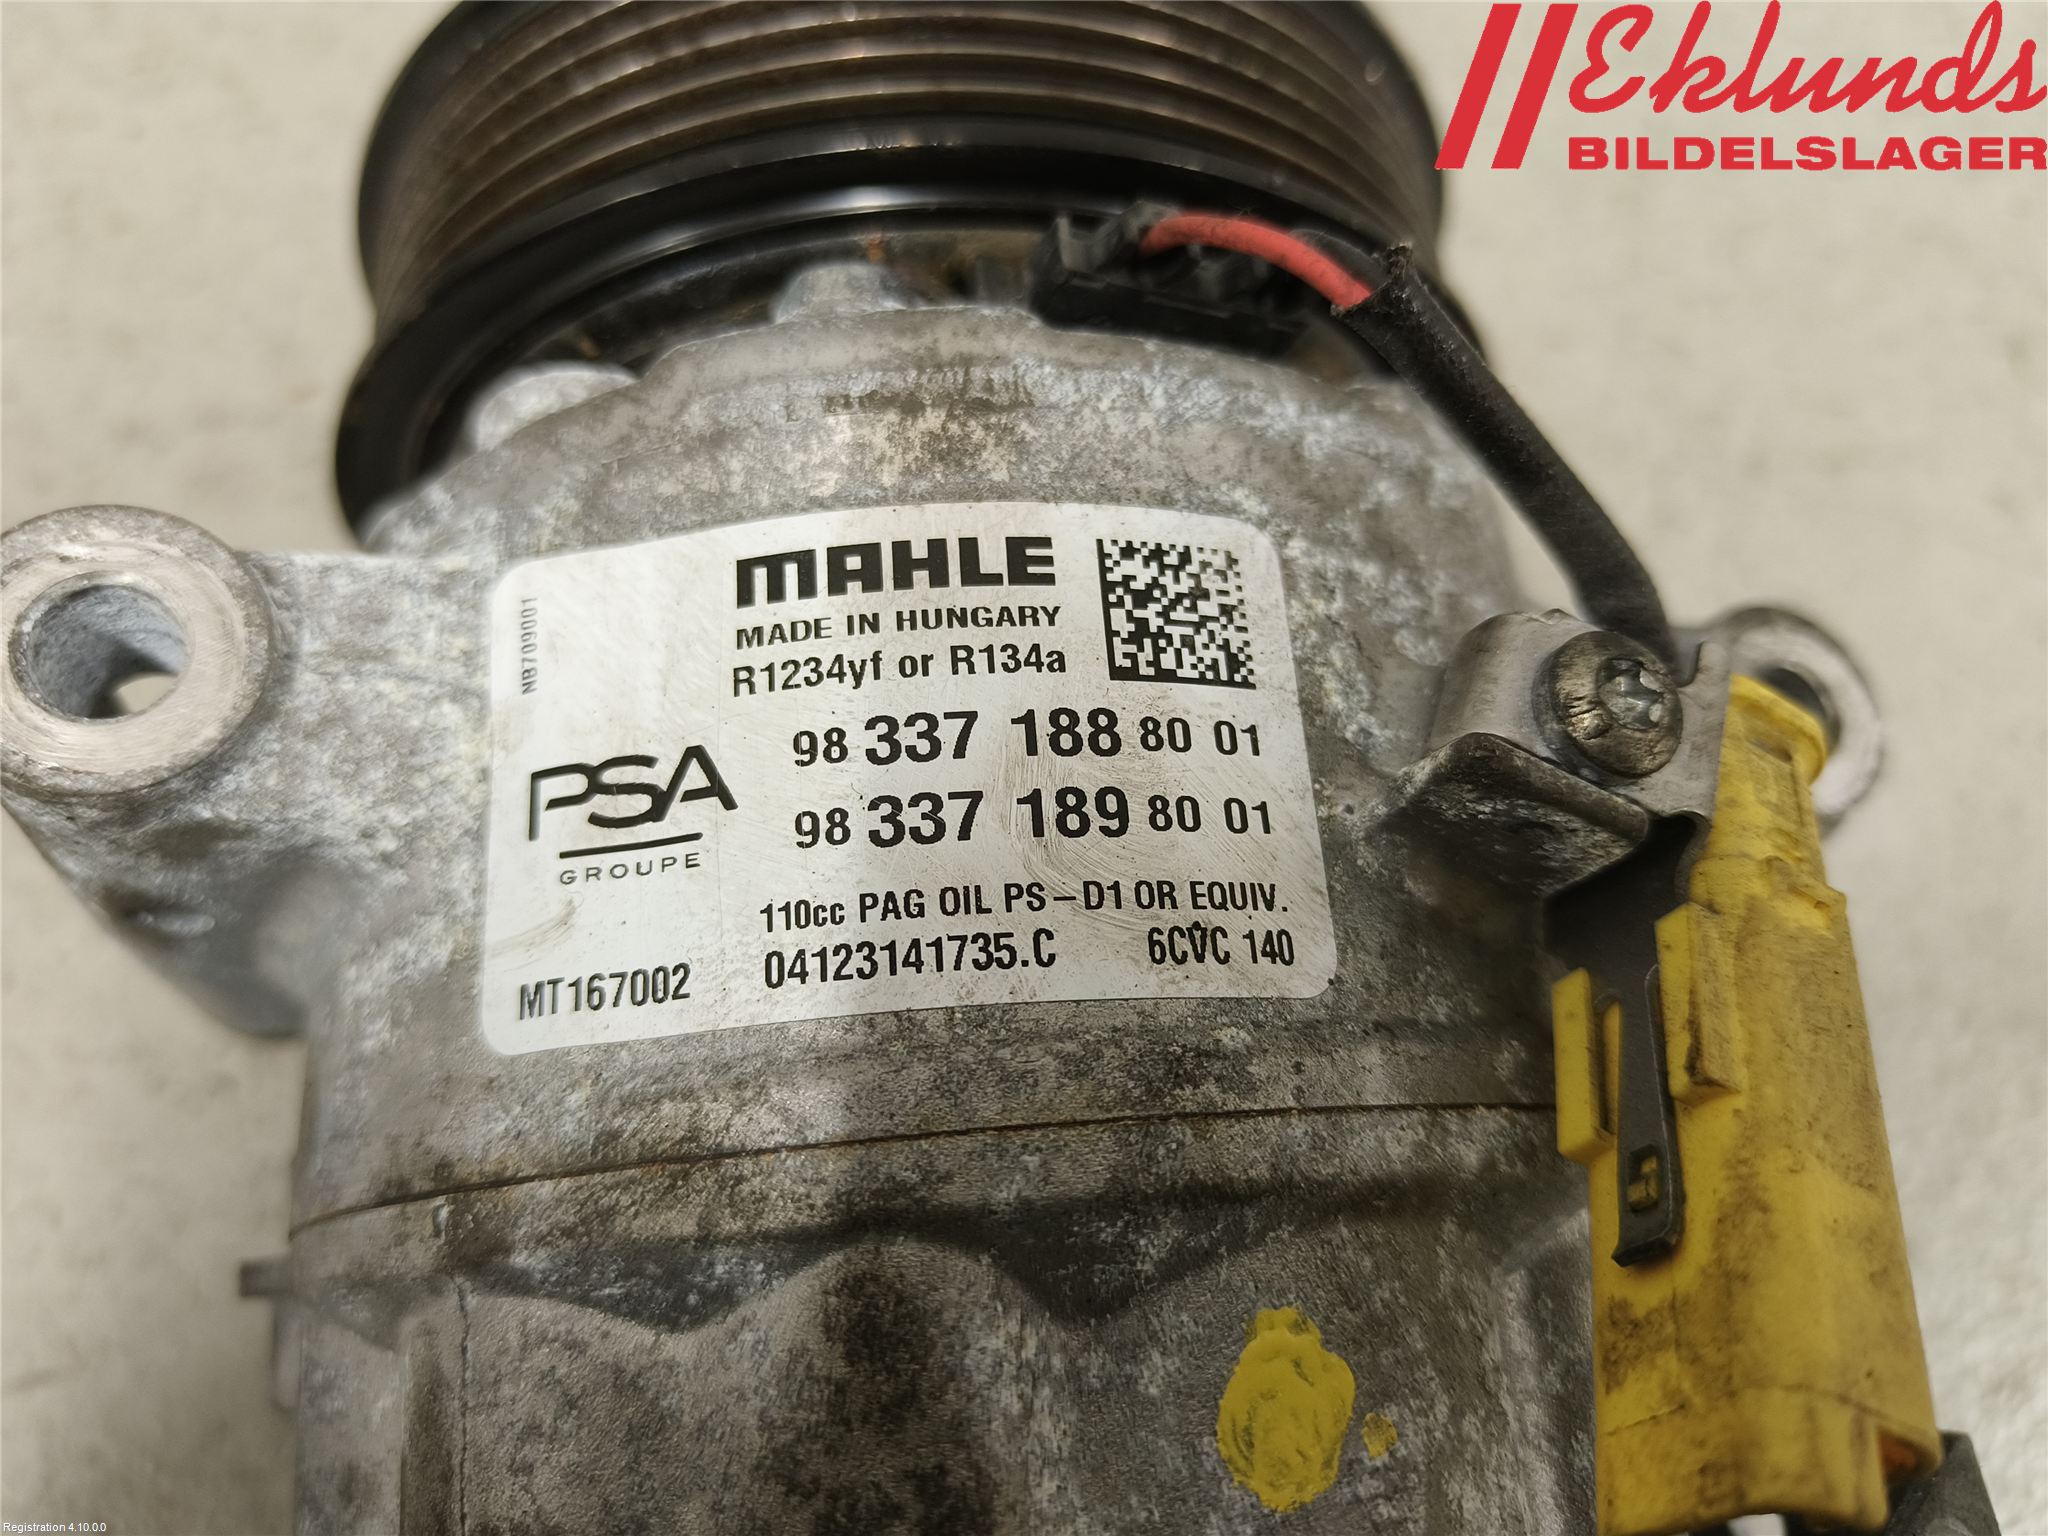 Eklunds
BILDELSLAGER
NB709001
MAHLE
MADE IN HUNGARY
R1234yf or R134a
98 337 188 80 01
98 337 189 80 01
PSA
GROUPE
110cc PAG OIL PS-D1 OR EQUIV.
04123141735.C 6CVC 140
MT167002
Registration 4.10.0.0